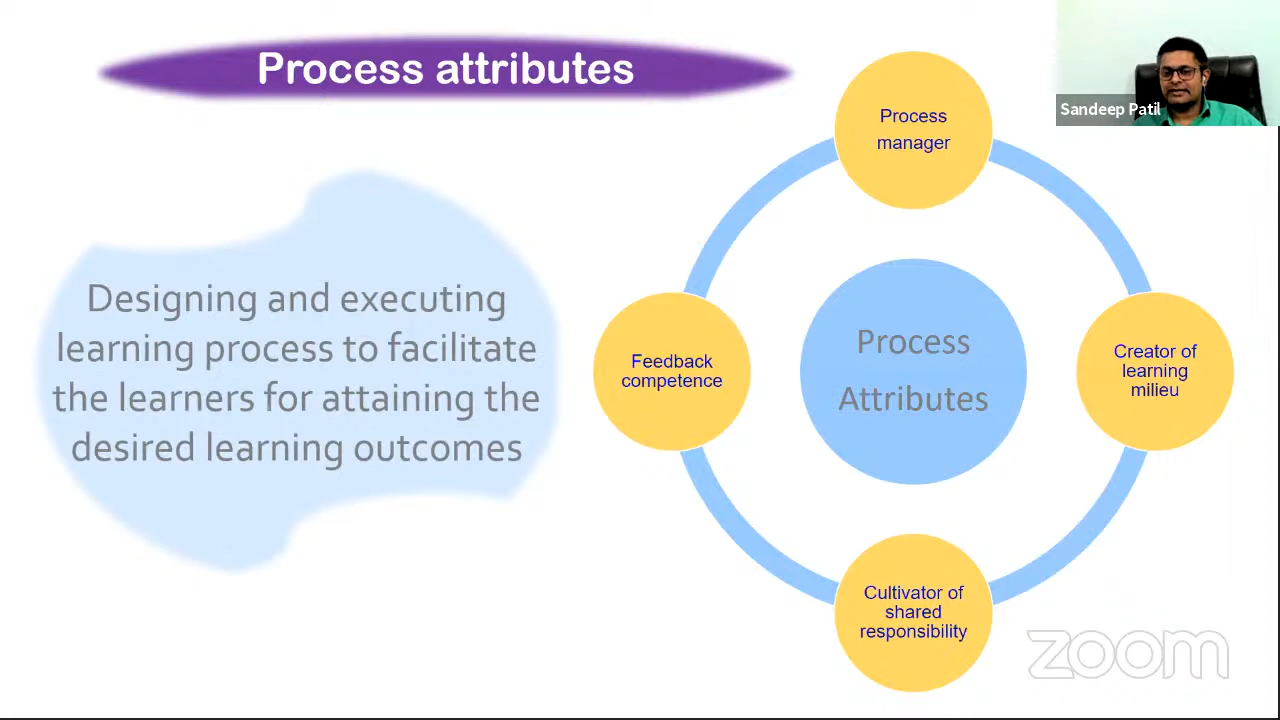 Process attributes
Sandeep Patil
Designing and executing
learning process to facilitate
the learners for attaining the
desired learning outcomes
Process
manager
Feedback
competence
Process
Attributes
Creator of
learning
milieu
Cultivator of
shared
responsibility
zoom